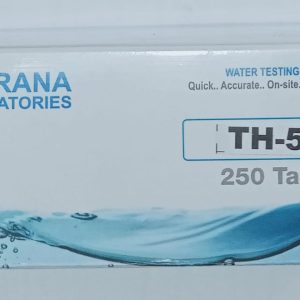 RANA
ATORIES
WATER TESTING
Quick.. Accurate.. On-site.
TH-5
250 Ta